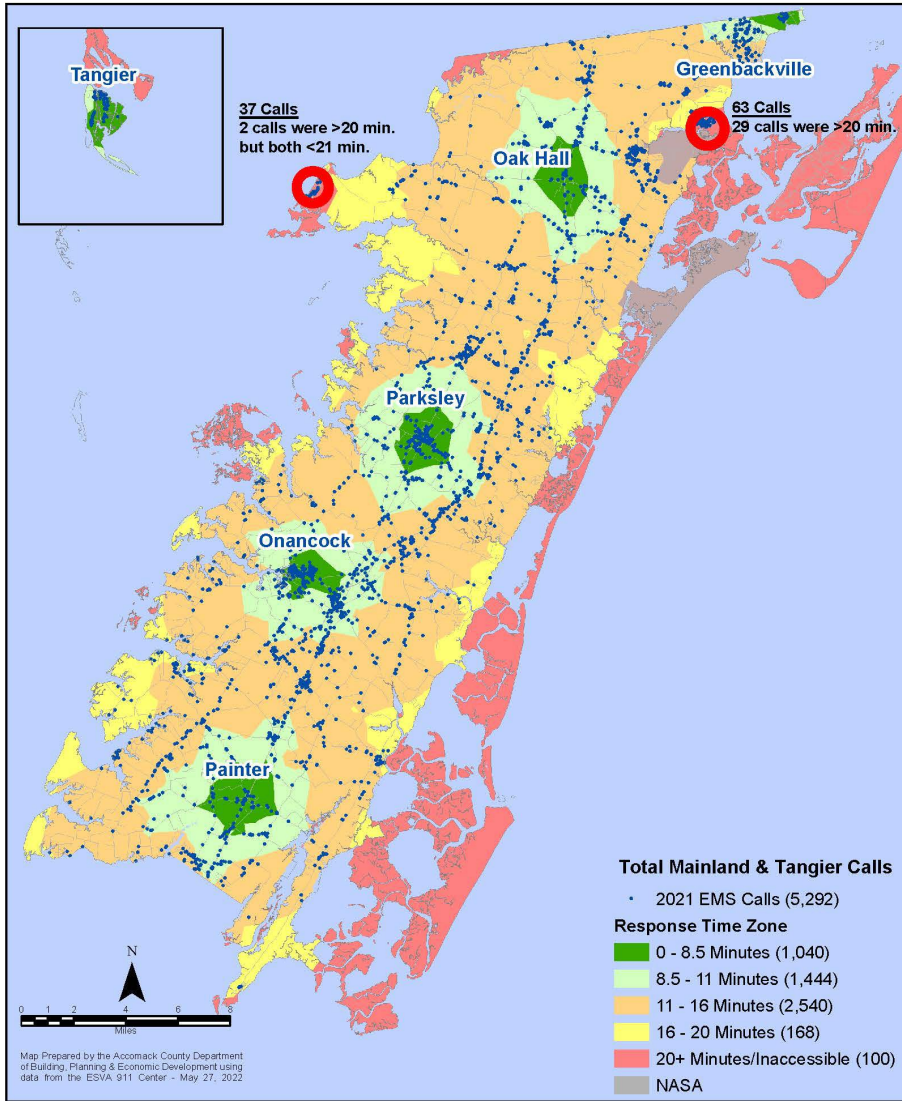 Tangier
37 Calls
2 calls were >20 min.
but both <21 min.
Greenbackville
63 Calls
29 calls were >20 min.
Oak Hall
Parksley
Onancock
Painter
Total Mainland & Tangier Calls
2021 EMS Calls (5,292)
Response Time Zone
0 - 8.5 Minutes (1,040)
8.5 - 11 Minutes (1,444)
11 - 16 Minutes (2,540)
16 - 20 Minutes (168)
20+ Minutes/Inaccessible (100)
NASA
N
0 2 4 6 8
Miles
Map Prepared by the Accomack County Department
of Building, Planning & Economic Development using
data from the ESVA 911 Center - May 27, 2022